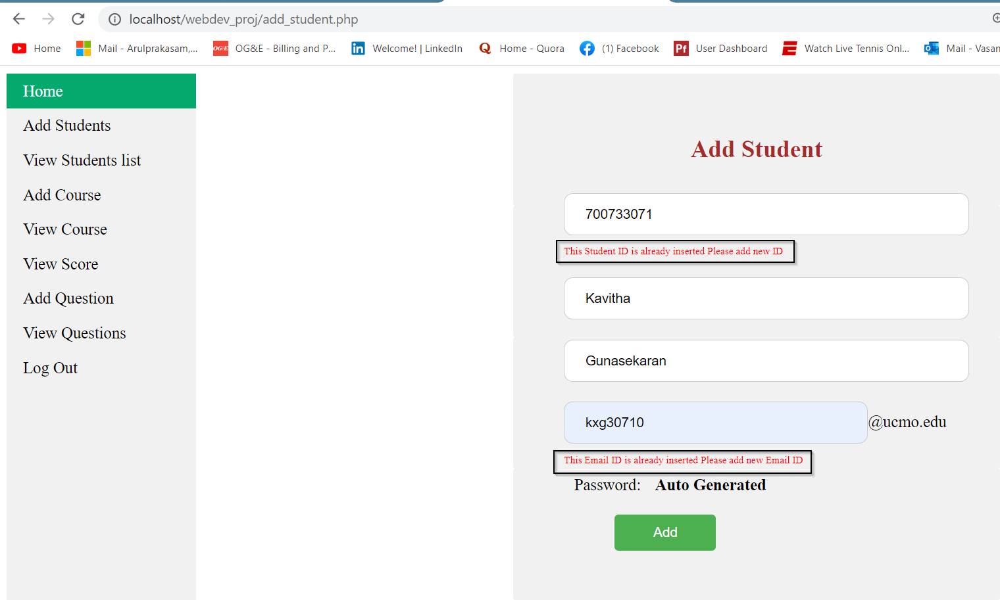 localhost/webdev_proj/add_student.php
Home Mail - Arulprakasam,... OG&E OG&E - Billing and P... in Welcome! | LinkedIn Q Home - Quora (1) Facebook Pf User Dashboard Watch Live Tennis Onl... Mail - Vasan
Home
Add Students
View Students list
Add Course
View Course
View Score
Add Question
View Questions
Log Out
Add Student
700733071
This Student ID is already inserted Please add new ID
Kavitha
Gunasekaran
kxg30710 @ucmo.edu
This Email ID is already inserted Please add new Email ID
Password: Auto Generated
Add